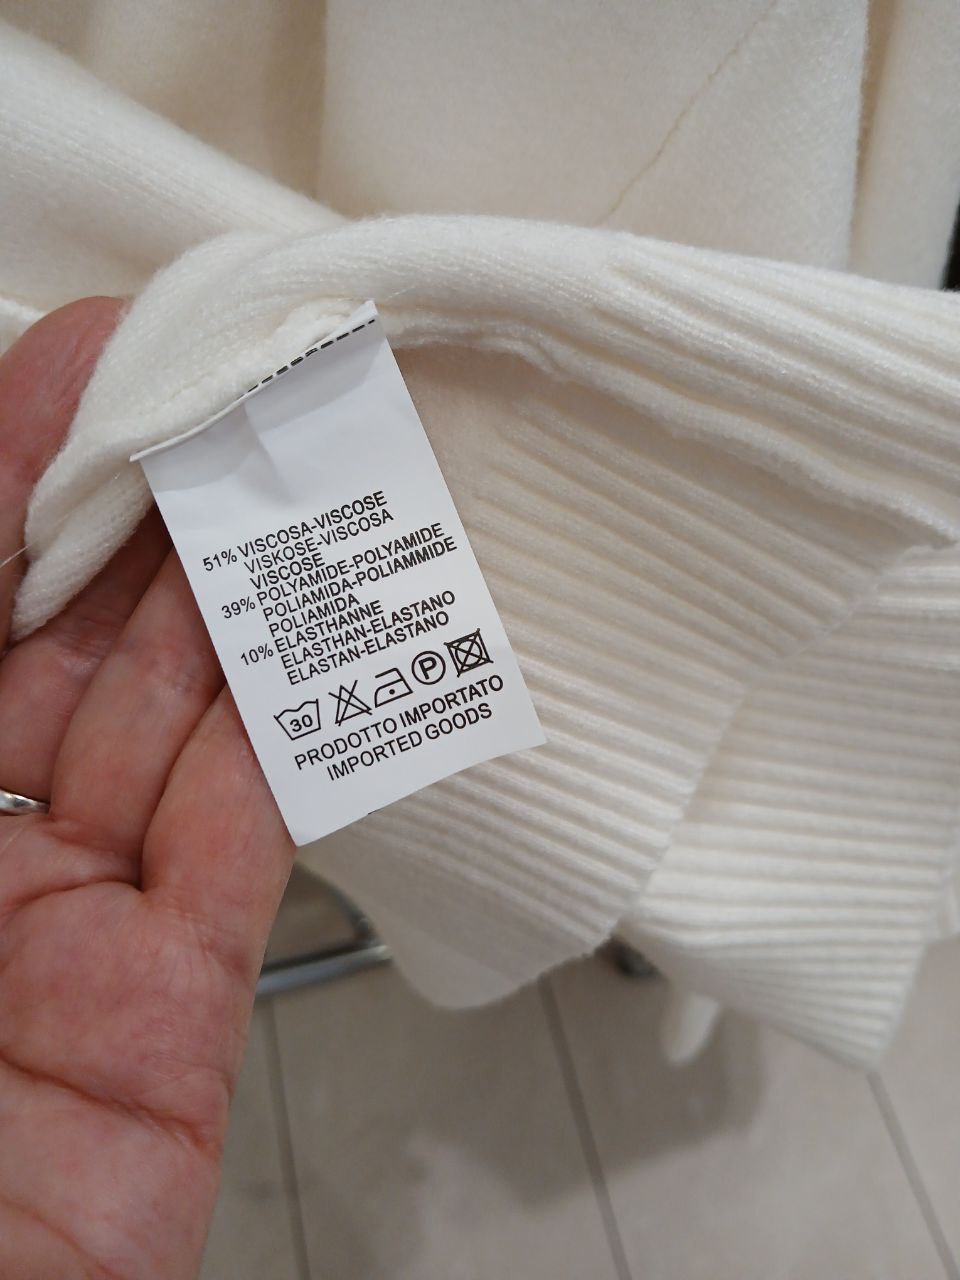 51% VISCOSA-VISCOSE
VISKOSE-VISCOSA
VISCOSE
39% POLYAMIDE-POLYAMIDE
POLIAMIDA-POLIAMMIDE
POLIAMIDA
10% ELASTHANNE
ELASTHAN-ELASTANO
ELASTAN-ELASTANO
30 P
PRODOTTO IMPORTATO
IMPORTED GOODS